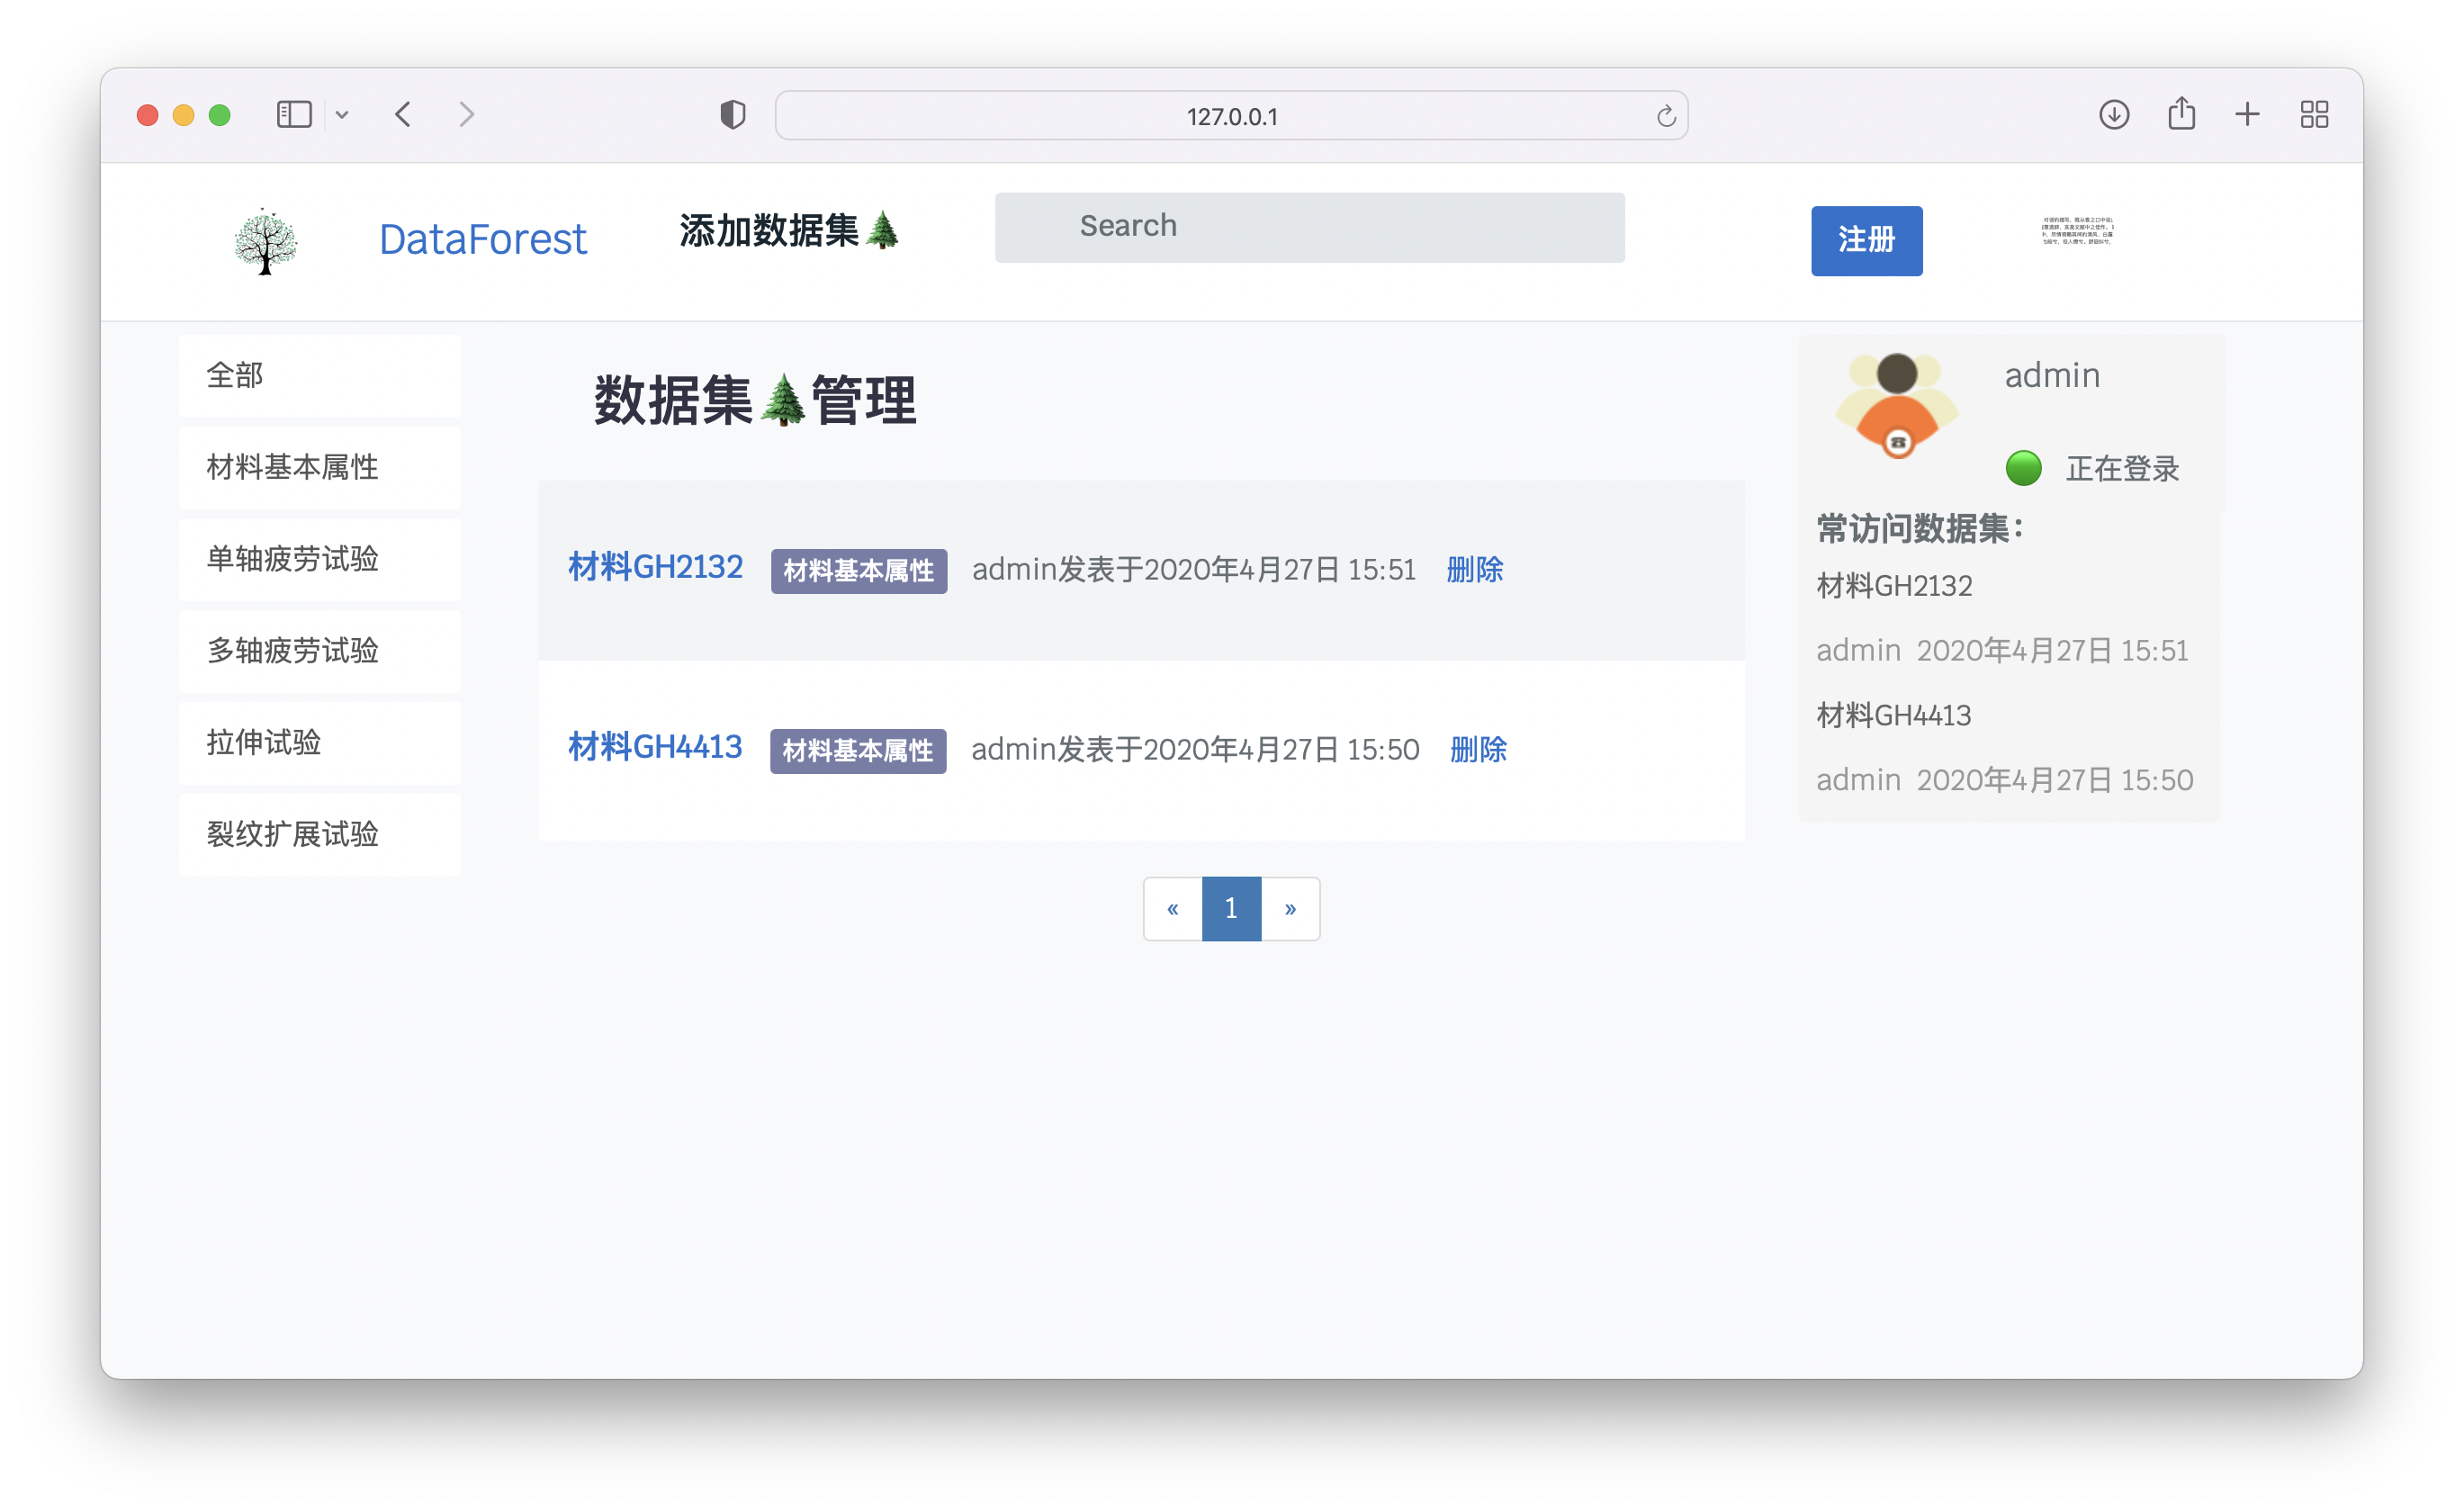 127.0.0.1
DataForest
添加数据集🌲
Search
注册
全部
材料基本属性
单轴疲劳试验
多轴疲劳试验
拉伸试验
裂纹扩展试验
数据集🌲管理
材料GH2132 材料基本属性 admin发表于2020年4月27日 15:51 删除
材料GH4413 材料基本属性 admin发表于2020年4月27日 15:50 删除
« 1 »
admin
正在登录
常访问数据集：
材料GH2132
admin 2020年4月27日 15:51
材料GH4413
admin 2020年4月27日 15:50